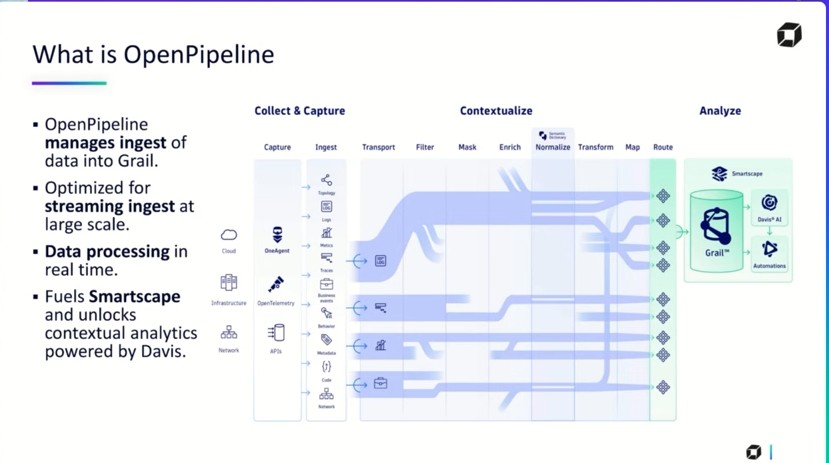 What is OpenPipeline
▪ OpenPipeline
manages ingest of
data into Grail.
▪ Optimized for
streaming ingest at
large scale.
▪ Data processing in
real time.
▪ Fuels Smartscape
and unlocks
contextual analytics
powered by Davis.
Collect & Capture
Contextualize
Analyze
Capture
Ingest
Transport
Filter
Mask
Enrich
Semantic
Dictionary
Normalize
Transform
Map
Route
Cloud
Infrastructure
Network
OneAgent
OpenTelemetry
APIs
Topology
Logs
Metrics
Traces
Business
events
Behavior
Metadata
Code
Network
Smartscape
Grail™
Davis® AI
Automations